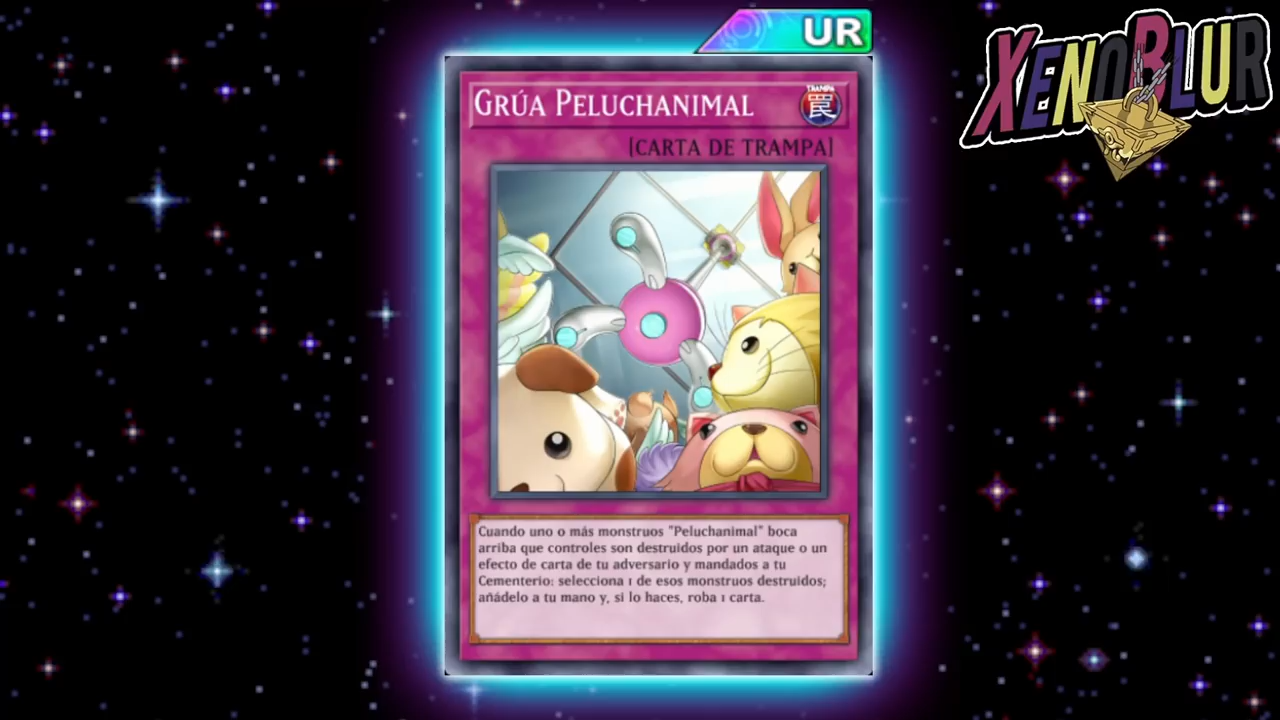 UR
XENOBLUR
GRÚA PELUCHANIMAL
TRAMPA
罠
[CARTA DE TRAMPA]
Cuando uno o más monstruos "Peluchanimal" boca
arriba que controles son destruidos por un ataque o un
efecto de carta de tu adversario y mandados a tu
Cementerio: selecciona 1 de esos monstruos destruidos;
añádelo a tu mano y, si lo haces, roba 1 carta.